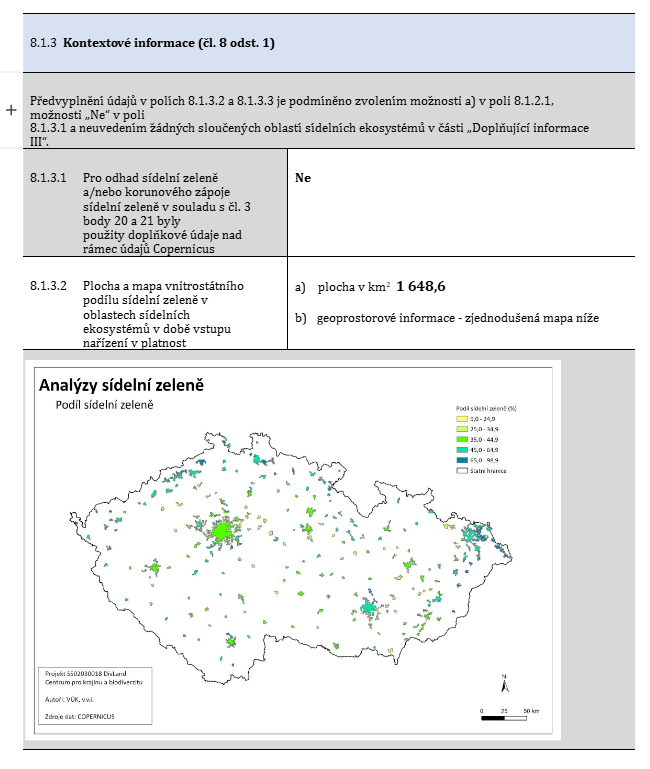 8.1.3 Kontextové informace (čl. 8 odst. 1)
Předvyplnění údajů v polích 8.1.3.2 a 8.1.3.3 je podmíněno zvolením možnosti a) v poli 8.1.2.1,
možnosti „Ne“ v poli
8.1.3.1 a neuvedením žádných sloučených oblastí sídelních ekosystémů v části „Doplňující informace
III“.
8.1.3.1 Pro odhad sídelní zeleně
a/nebo korunového zápoje
sídelní zeleně v souladu s čl. 3
body 20 a 21 byly
použity doplňkové údaje nad
rámec údajů Copernicus
Ne
8.1.3.2 Plocha a mapa vnitrostátního
podílu sídelní zeleně v
oblastech sídelních
ekosystémů v době vstupu
nařízení v platnost
a) plocha v km² 1 648,6
b) geoprostorové informace - zjednodušená mapa níže
Analýzy sídelní zeleně
Podíl sídelní zeleně
Podíl sídelní zeleně (%)
9,0 - 24,9
25,0 - 34,9
35,0 - 44,9
45,0 - 64,9
65,0 - 98,9
Státní hranice
Projekt SS02030018 DivLand
Centrum pro krajinu a biodiverzitu
Autoři: VÚK, v.v.i.
Zdroje dat: COPERNICUS
N
0 25 50 km